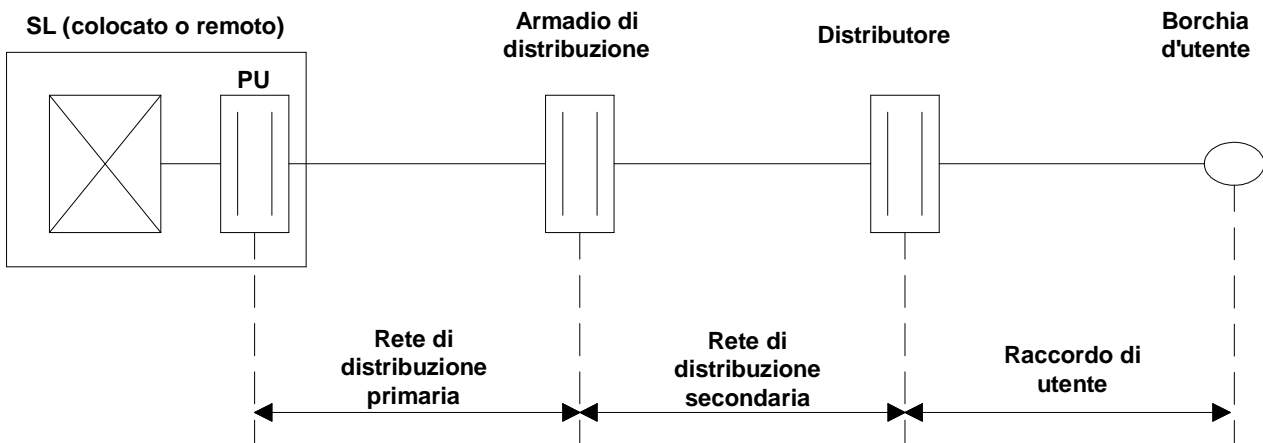 SL (colocato o remoto)
PU
Armadio di
distribuzione
Distributore
Borchia
d'utente
Rete di
distribuzione
primaria
Rete di
distribuzione
secondaria
Raccordo di
utente